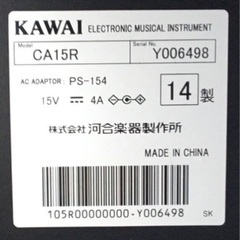 KAWAI ELECTRONIC MUSICAL INSTRUMENT
Model Serial No.
CA15R Y006498
AC ADAPTOR: PS-154
15V 4A 14 製
株式会社 河合楽器製作所
MADE IN CHINA
105R00000000-Y006498 SK